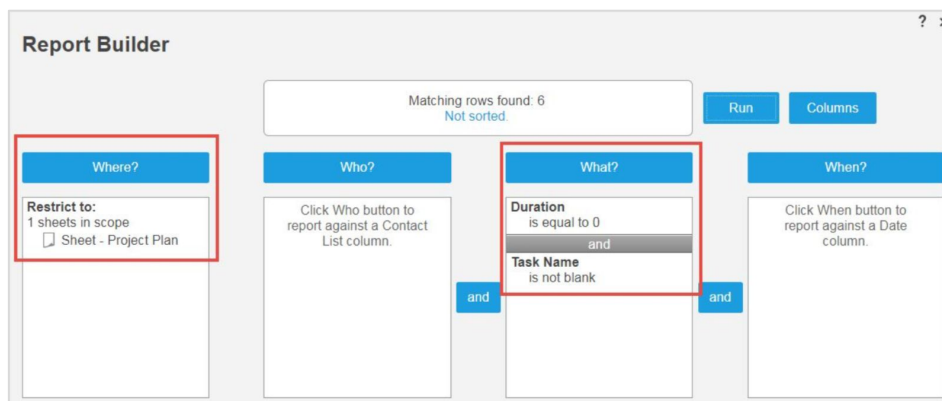 ?
Report Builder
Matching rows found: 6
Not sorted.
Run
Columns
Where?
Who?
What?
When?
Restrict to:
1 sheets in scope
Sheet - Project Plan
Click Who button to
report against a Contact
List column.
and
Duration
is equal to 0
and
Task Name
is not blank
and
Click When button to
report against a Date
column.